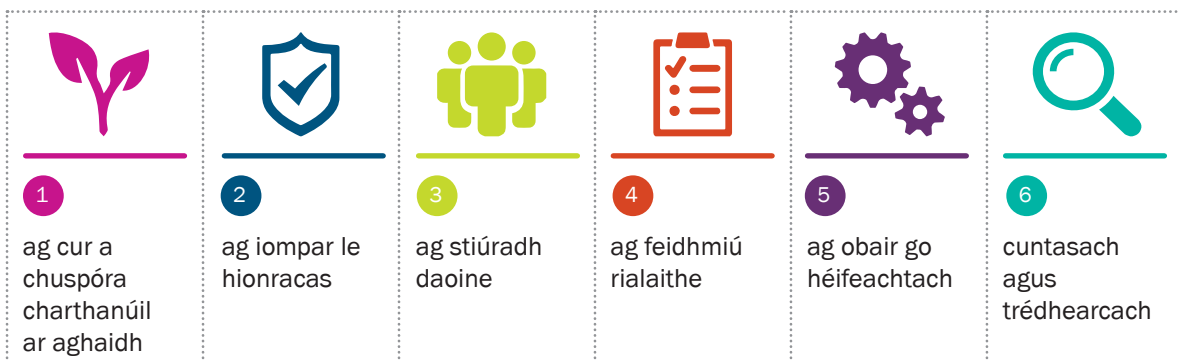 1
ag cur a
chuspóra
charthanúil
ar aghaidh
2
ag iompar le
hionracas
3
ag stiúradh
daoine
4
ag feidhmiú
rialaithe
5
ag obair go
héifeachtach
6
cuntasach
agus
trédhearcach